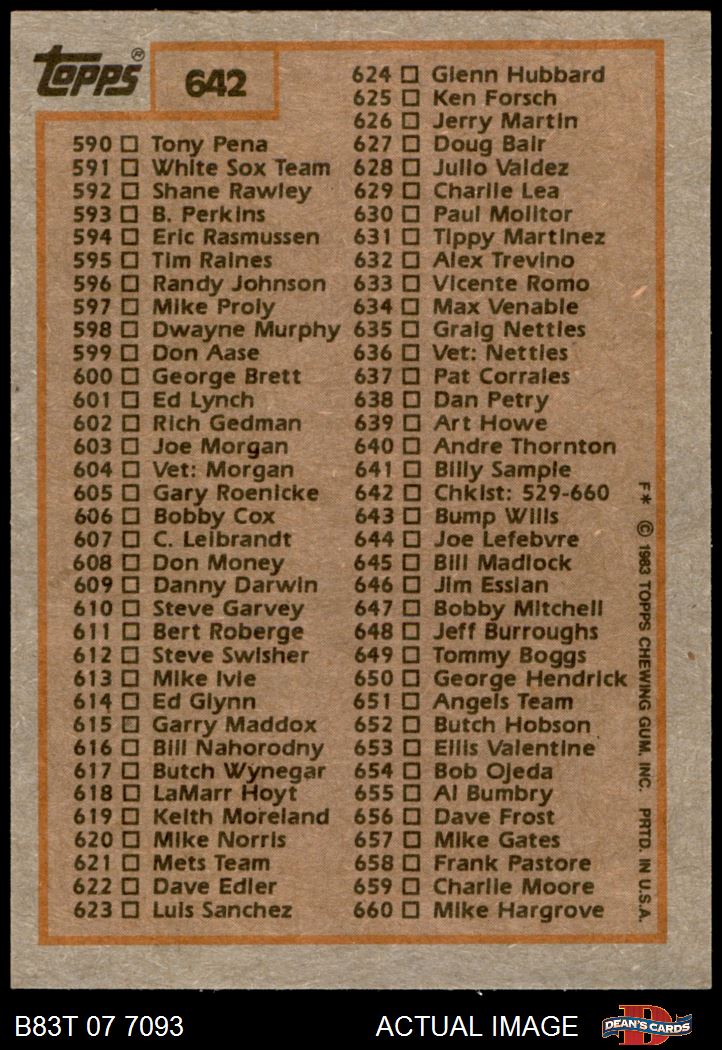 Topps®
642
590 □ Tony Pena
591 □ White Sox Team
592 □ Shane Rawley
593 □ B. Perkins
594 □ Eric Rasmussen
595 □ Tim Raines
596 □ Randy Johnson
597 □ Mike Proly
598 □ Dwayne Murphy
599 □ Don Aase
600 □ George Brett
601 □ Ed Lynch
602 □ Rich Gedman
603 □ Joe Morgan
604 □ Vet: Morgan
605 □ Gary Roenicke
606 □ Bobby Cox
607 □ C. Leibrandt
608 □ Don Money
609 □ Danny Darwin
610 □ Steve Garvey
611 □ Bert Roberge
612 □ Steve Swisher
613 □ Mike Ivie
614 □ Ed Glynn
615 □ Garry Maddox
616 □ Bill Nahorodny
617 □ Butch Wynegar
618 □ LaMarr Hoyt
619 □ Keith Moreland
620 □ Mike Norris
621 □ Mets Team
622 □ Dave Edler
623 □ Luis Sanchez
624 □ Glenn Hubbard
625 □ Ken Forsch
626 □ Jerry Martin
627 □ Doug Bair
628 □ Julio Valdez
629 □ Charlie Lea
630 □ Paul Molitor
631 □ Tippy Martinez
632 □ Alex Trevino
633 □ Vicente Romo
634 □ Max Venable
635 □ Graig Nettles
636 □ Vet: Nettles
637 □ Pat Corrales
638 □ Dan Petry
639 □ Art Howe
640 □ Andre Thornton
641 □ Billy Sample
642 □ Chklst: 529-660
643 □ Bump Wills
644 □ Joe Lefebvre
645 □ Bill Madlock
646 □ Jim Essian
647 □ Bobby Mitchell
648 □ Jeff Burroughs
649 □ Tommy Boggs
650 □ George Hendrick
651 □ Angels Team
652 □ Butch Hobson
653 □ Ellis Valentine
654 □ Bob Ojeda
655 □ Al Bumbry
656 □ Dave Frost
657 □ Mike Gates
658 □ Frank Pastore
659 □ Charlie Moore
660 □ Mike Hargrove
F* © 1983 TOPPS CHEWING GUM, INC. PRTD. IN U.S.A.
B83T 07 7093
ACTUAL IMAGE
D
DEAN'S CARDS